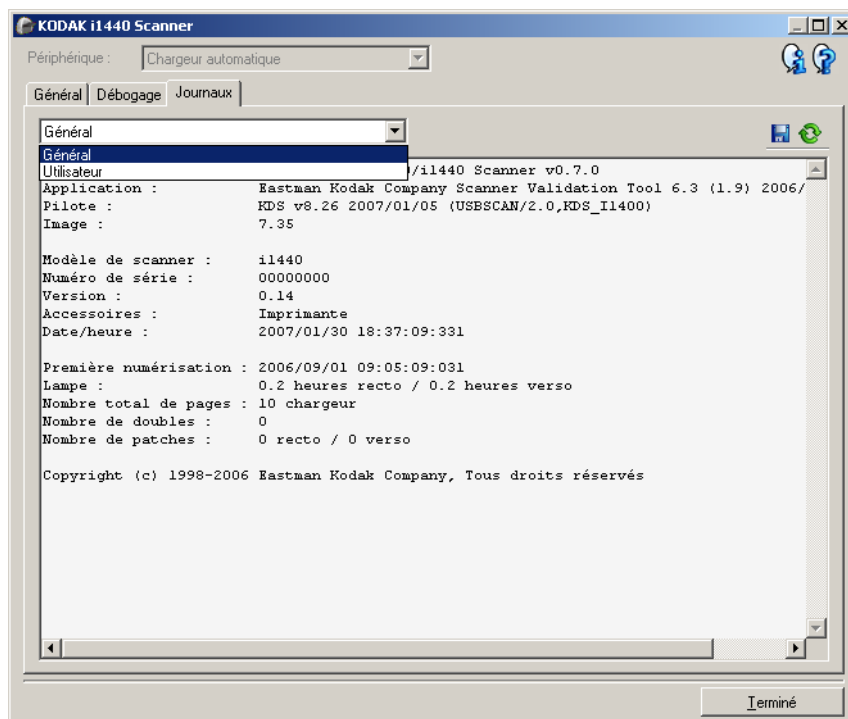 KODAK i1440 Scanner
Périphérique : Chargeur automatique
Général Débogage Journaux
Général
Général
Utilisateur
/i1440 Scanner v0.7.0
Application : Eastman Kodak Company Scanner Validation Tool 6.3 (1.9) 2006/
Pilote : KDS v8.26 2007/01/05 (USBSCAN/2.0,KDS_I1400)
Image : 7.35
Modèle de scanner : i1440
Numéro de série : 00000000
Version : 0.14
Accessoires : Imprimante
Date/heure : 2007/01/30 18:37:09:331
Première numérisation : 2006/09/01 09:05:09:031
Lampe : 0.2 heures recto / 0.2 heures verso
Nombre total de pages : 10 chargeur
Nombre de doubles : 0
Nombre de patches : 0 recto / 0 verso
Copyright (c) 1998-2006 Eastman Kodak Company, Tous droits réservés
Terminé